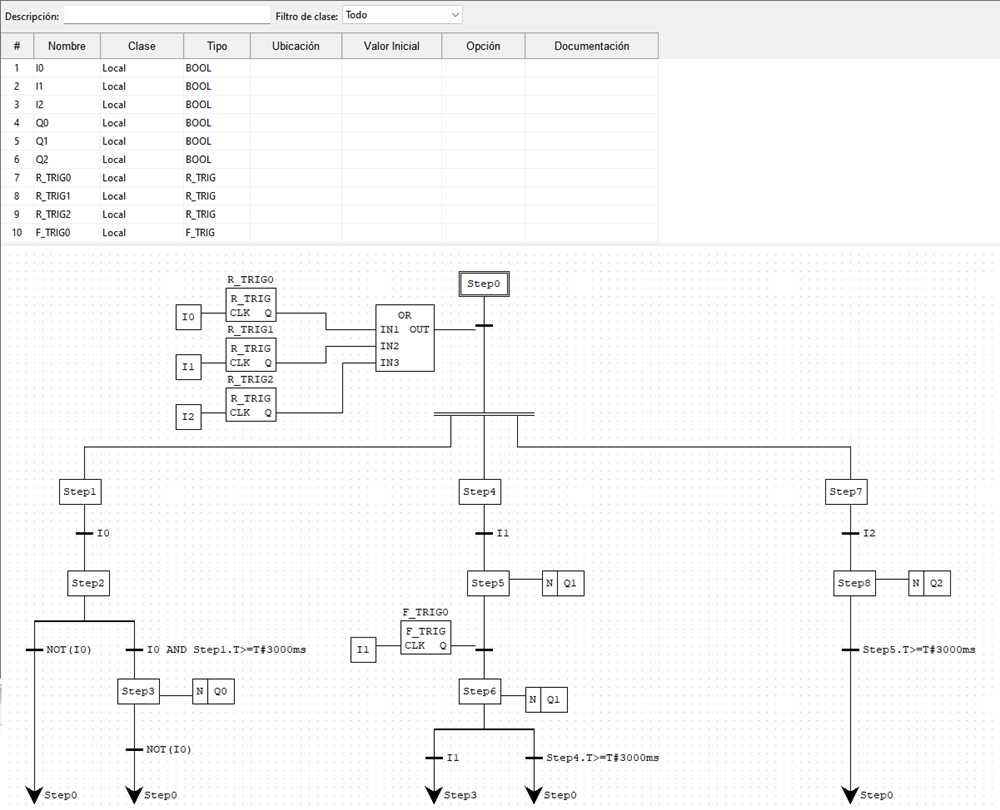 Descripción: Filtro de clase: Todo
# Nombre Clase Tipo Ubicación Valor Inicial Opción Documentación
1 I0 Local BOOL
2 I1 Local BOOL
3 I2 Local BOOL
4 Q0 Local BOOL
5 Q1 Local BOOL
6 Q2 Local BOOL
7 R_TRIG0 Local R_TRIG
8 R_TRIG1 Local R_TRIG
9 R_TRIG2 Local R_TRIG
10 F_TRIG0 Local F_TRIG
R_TRIG0
Step0
R_TRIG
I0 CLK Q
OR
IN1 OUT
IN2
IN3
R_TRIG1
R_TRIG
I1 CLK Q
R_TRIG2
R_TRIG
I2 CLK Q
Step1 Step4 Step7
I0 I1 I2
Step2 Step5 N Q1 Step8 N Q2
F_TRIG0
F_TRIG
I1 CLK Q
NOT(I0) I0 AND Step1.T>=T#3000ms Step5.T>=T#3000ms
Step3 N Q0 Step6 N Q1
NOT(I0) I1 Step4.T>=T#3000ms
Step0 Step0 Step3 Step0 Step0